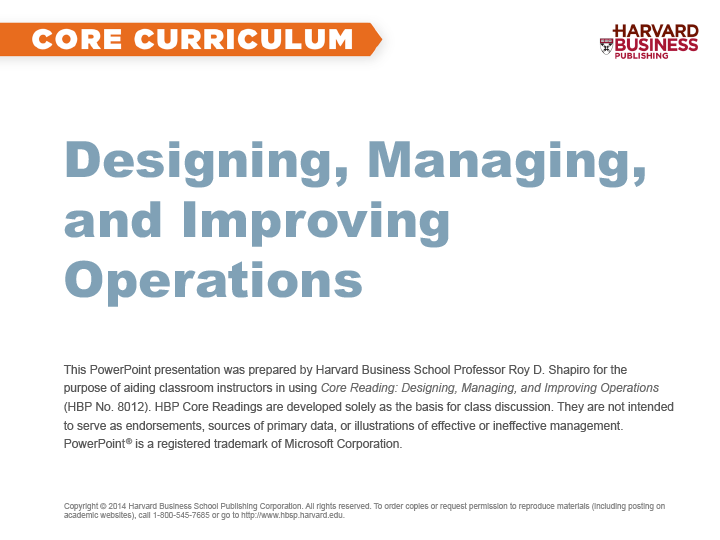 CORE CURRICULUM
HARVARD
BUSINESS
PUBLISHING
Designing, Managing,
and Improving
Operations
This PowerPoint presentation was prepared by Harvard Business School Professor Roy D. Shapiro for the
purpose of aiding classroom instructors in using Core Reading: Designing, Managing, and Improving Operations
(HBP No. 8012). HBP Core Readings are developed solely as the basis for class discussion. They are not intended
to serve as endorsements, sources of primary data, or illustrations of effective or ineffective management.
PowerPoint® is a registered trademark of Microsoft Corporation.
Copyright © 2014 Harvard Business School Publishing Corporation. All rights reserved. To order copies or request permission to reproduce materials (including posting on
academic websites), call 1-800-545-7685 or go to http://www.hbsp.harvard.edu.